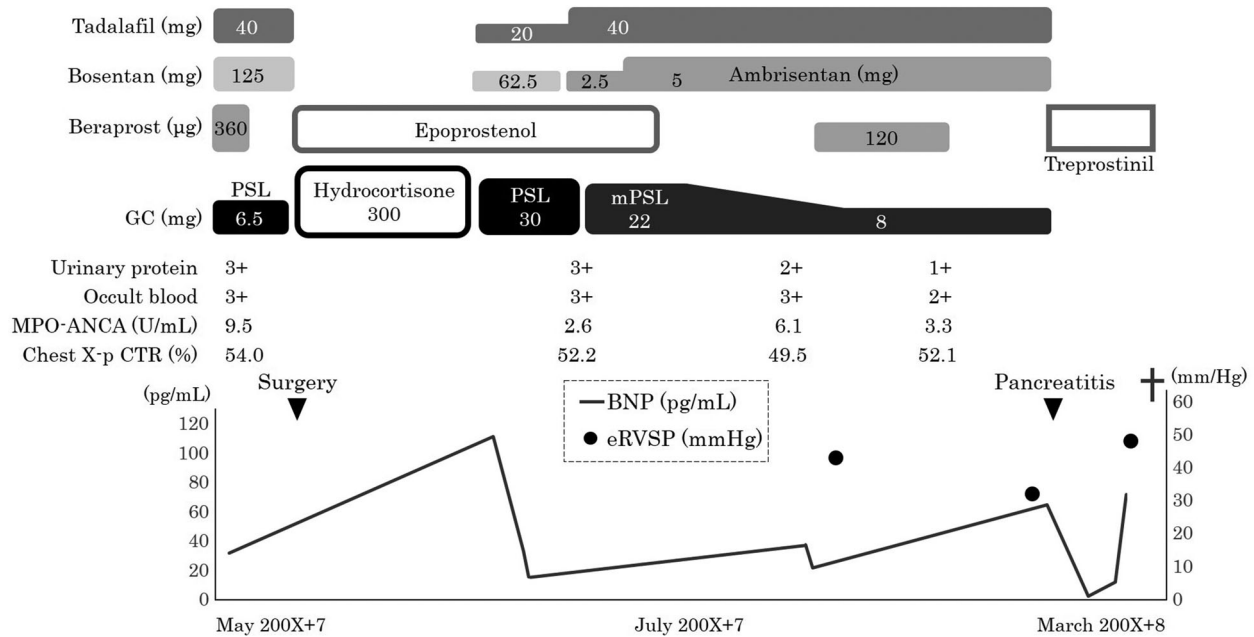 Tadalafil (mg) 40 20 40
Bosentan (mg) 125 62.5 2.5 5 Ambrisentan (mg)
Beraprost (µg) 360 Epoprostenol 120
Treprostinil
PSL Hydrocortisone PSL mPSL
GC (mg) 6.5 300 30 22 8
Urinary protein 3+ 3+ 2+ 1+
Occult blood 3+ 3+ 3+ 2+
MPO-ANCA (U/mL) 9.5 2.6 6.1 3.3
Chest X-p CTR (%) 54.0 52.2 49.5 52.1
Surgery Pancreatitis
(pg/mL) (mm/Hg)
BNP (pg/mL)
eRVSP (mmHg)
120
100
80
60
40
20
0
60
50
40
30
20
10
0
May 200X+7 July 200X+7 March 200X+8